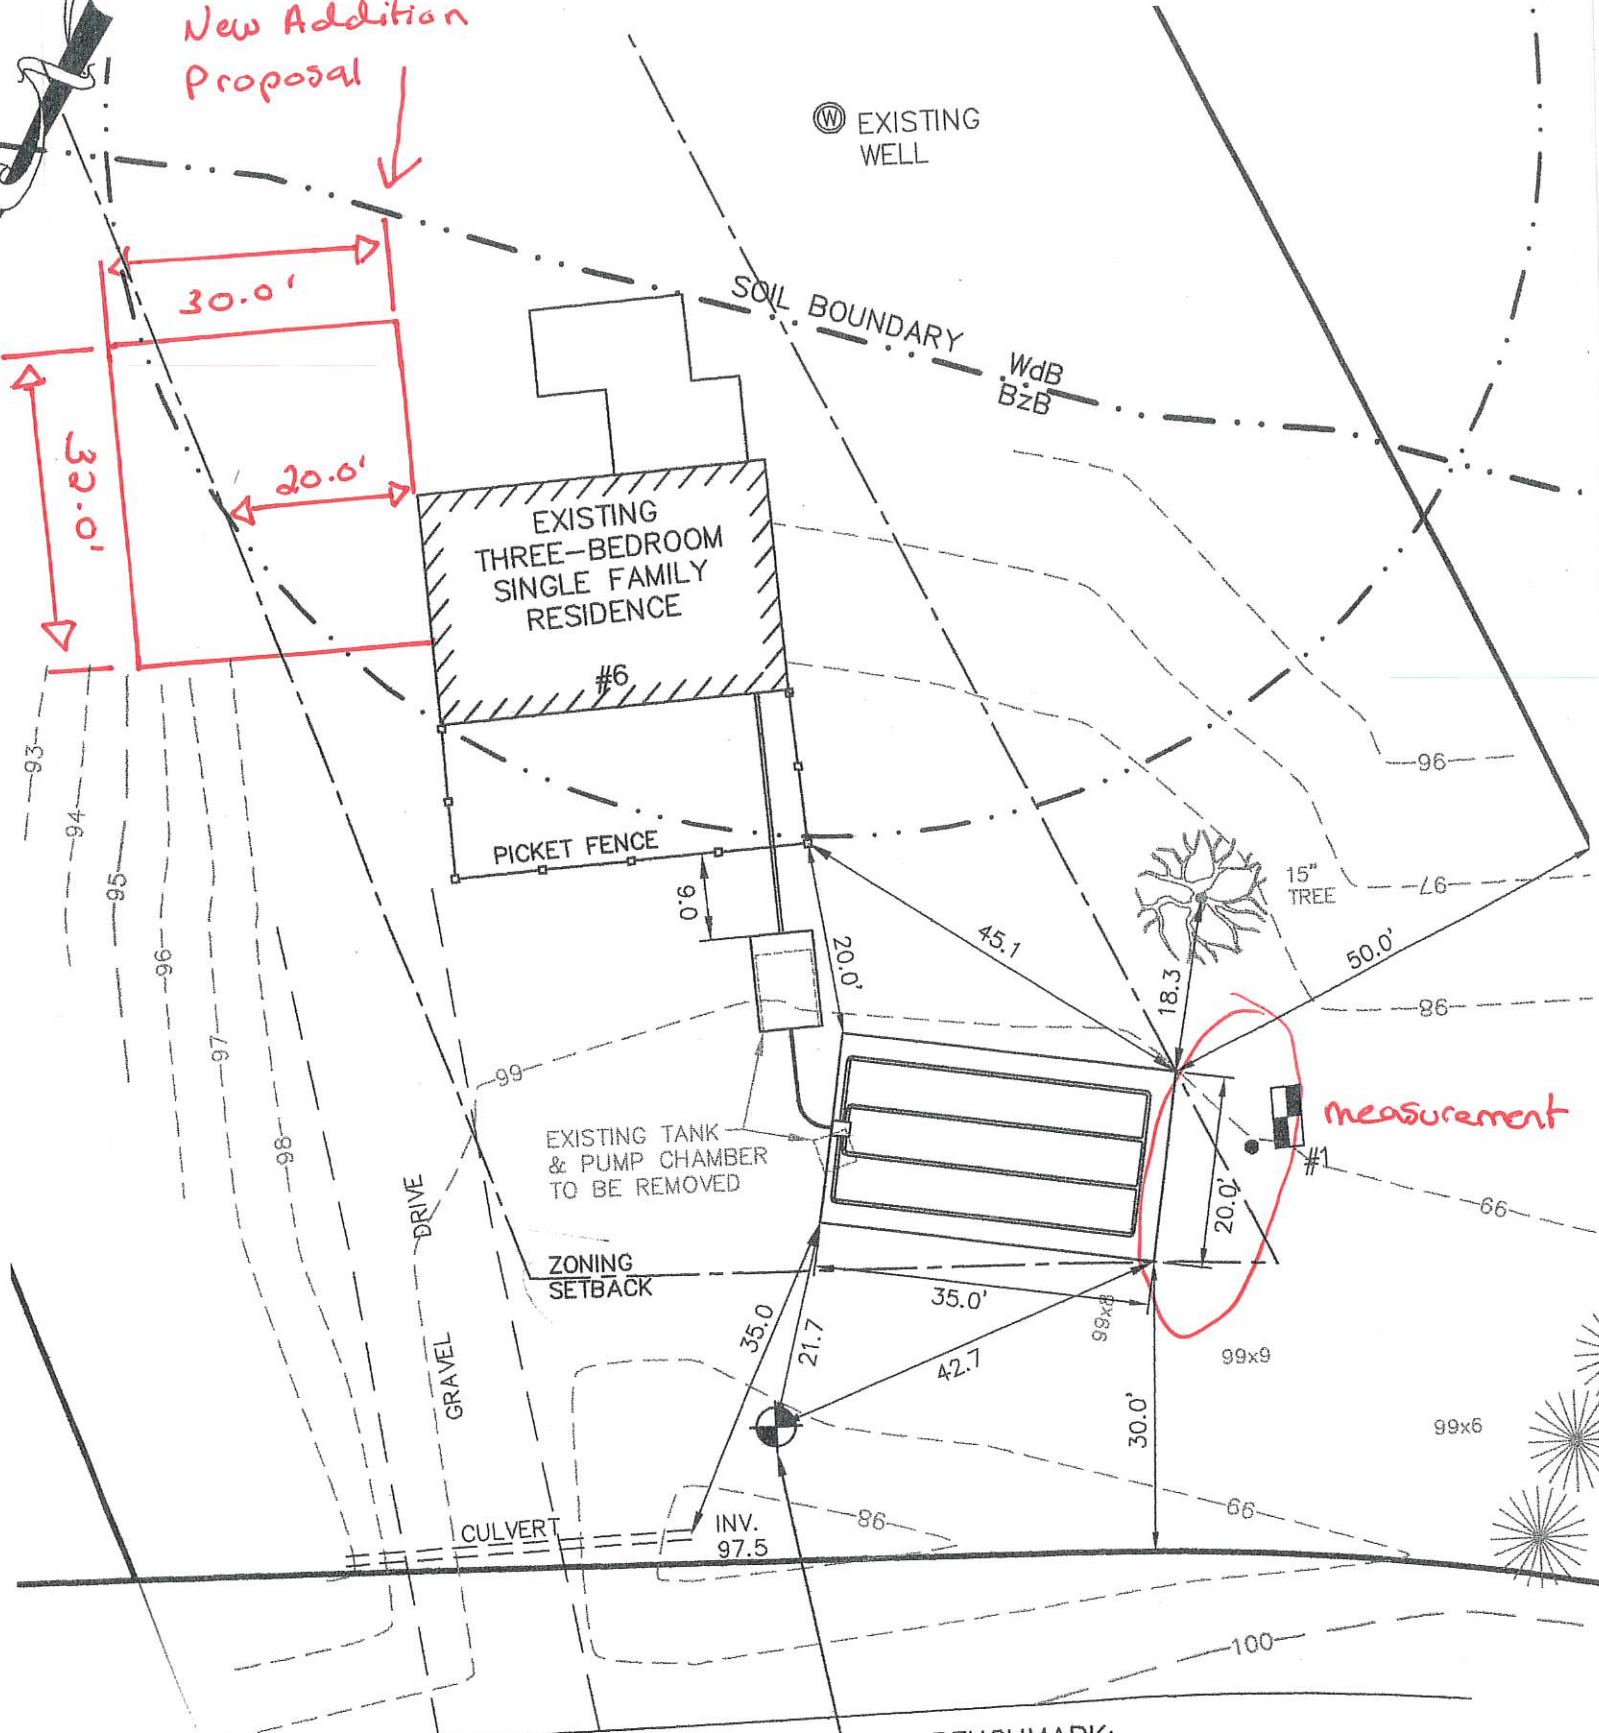 New Addition
Proposal
W EXISTING
WELL
30.0'
SOIL BOUNDARY
WdB
BzB
32.0'
20.0'
EXISTING
THREE-BEDROOM
SINGLE FAMILY
RESIDENCE
#6
93
94
95
96
97
98
96
97
98
PICKET FENCE
9.0
20.0'
45.1
15"
TREE
18.3
50.0'
99
measurement
#1
EXISTING TANK
& PUMP CHAMBER
TO BE REMOVED
20.0'
99
GRAVEL DRIVE
ZONING
SETBACK
35.0'
35.0
21.7
42.7
99x8
99x9
30.0'
99x6
CULVERT
INV.
97.5
98
99
100